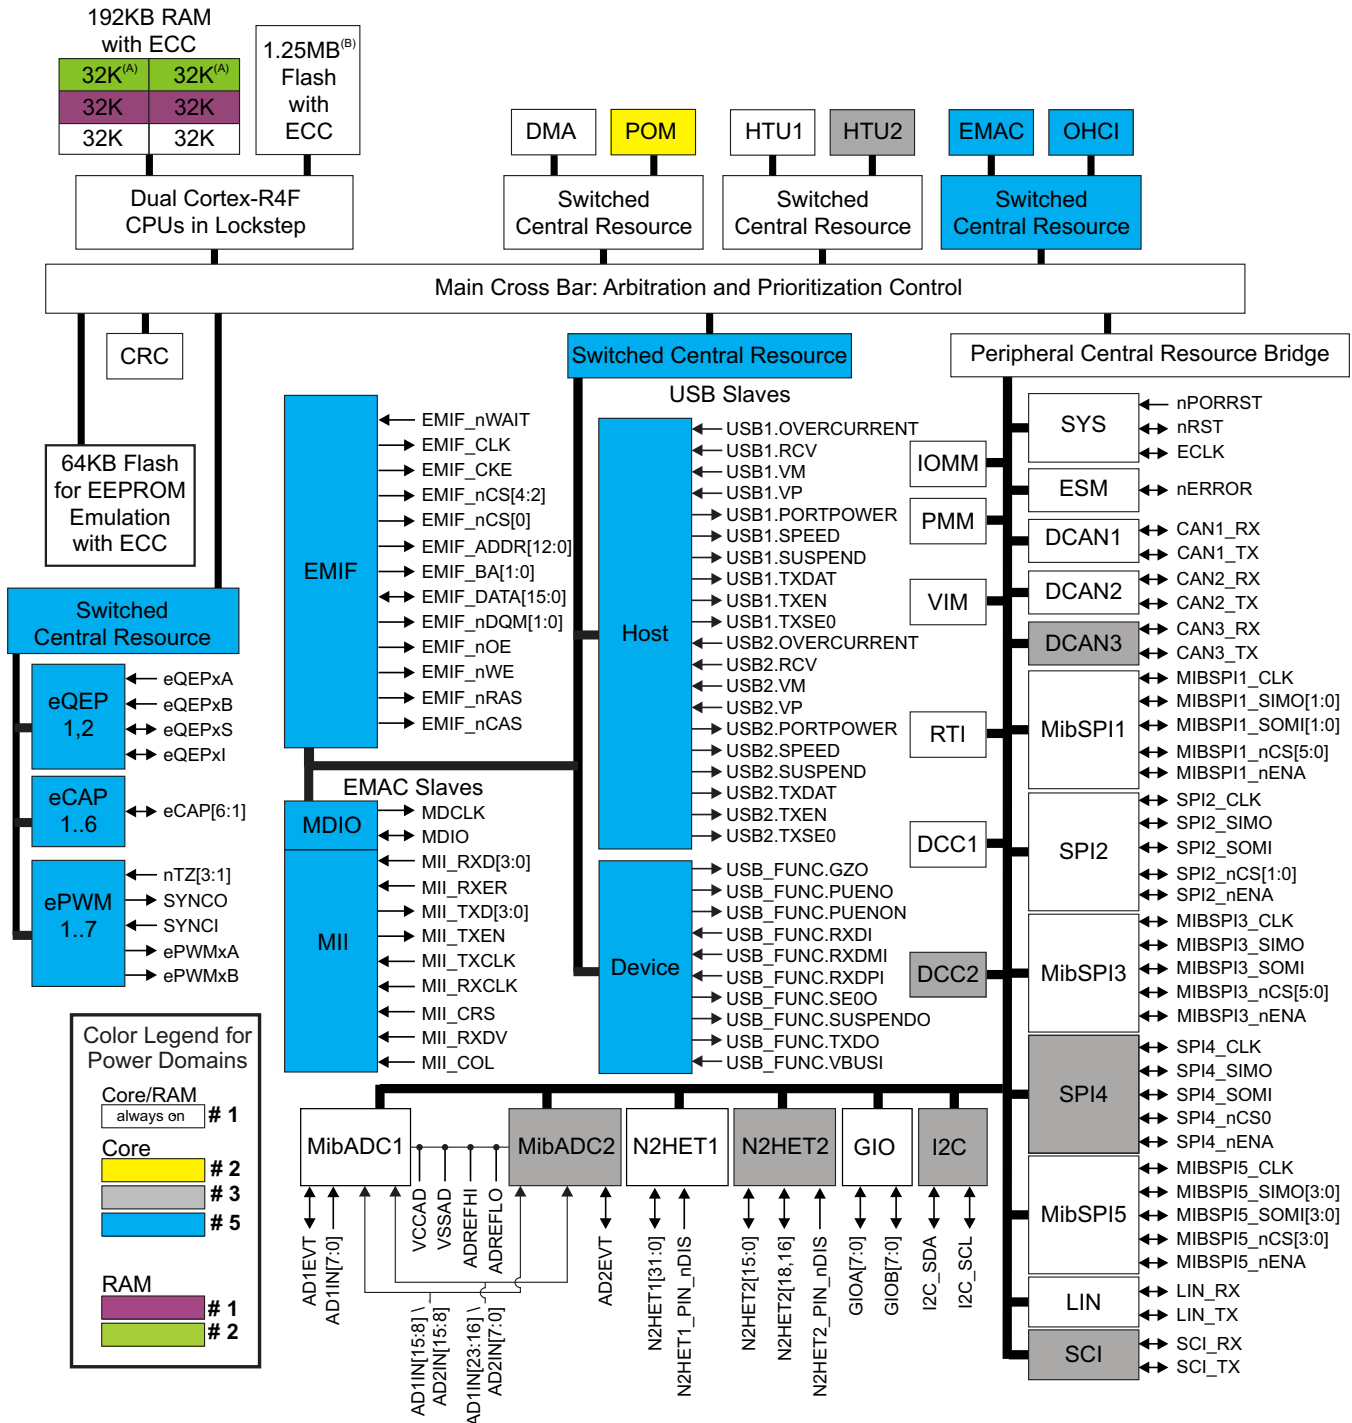 192KB RAM
with ECC
32K(A) 32K(A)
32K 32K
32K 32K
1.25MB(B)
Flash
with
ECC
DMA
POM
HTU1
HTU2
EMAC
OHCI
Dual Cortex-R4F
CPUs in Lockstep
Switched
Central Resource
Switched
Central Resource
Switched
Central Resource
Main Cross Bar: Arbitration and Prioritization Control
CRC
Switched Central Resource
Peripheral Central Resource Bridge
64KB Flash
for EEPROM
Emulation
with ECC
Switched
Central Resource
eQEP
1,2
eQEPxA
eQEPxB
eQEPxS
eQEPxI
eCAP
1..6
eCAP[6:1]
ePWM
1..7
nTZ[3:1]
SYNCO
SYNCI
ePWMxA
ePWMxB
EMIF
EMIF_nWAIT
EMIF_CLK
EMIF_CKE
EMIF_nCS[4:2]
EMIF_nCS[0]
EMIF_ADDR[12:0]
EMIF_BA[1:0]
EMIF_DATA[15:0]
EMIF_nDQM[1:0]
EMIF_nOE
EMIF_nWE
EMIF_nRAS
EMIF_nCAS
EMAC Slaves
MDIO
MDCLK
MDIO
MII
MII_RXD[3:0]
MII_RXER
MII_TXD[3:0]
MII_TXEN
MII_TXCLK
MII_RXCLK
MII_CRS
MII_RXDV
MII_COL
USB Slaves
Host
USB1.OVERCURRENT
USB1.RCV
USB1.VM
USB1.VP
USB1.PORTPOWER
USB1.SPEED
USB1.SUSPEND
USB1.TXDAT
USB1.TXEN
USB1.TXSE0
USB2.OVERCURRENT
USB2.RCV
USB2.VM
USB2.VP
USB2.PORTPOWER
USB2.SPEED
USB2.SUSPEND
USB2.TXDAT
USB2.TXEN
USB2.TXSE0
Device
USB_FUNC.GZO
USB_FUNC.PUENO
USB_FUNC.PUENON
USB_FUNC.RXDI
USB_FUNC.RXDMI
USB_FUNC.RXDPI
USB_FUNC.SE0O
USB_FUNC.SUSPENDO
USB_FUNC.TXDO
USB_FUNC.VBUSI
IOMM
PMM
VIM
RTI
DCC1
DCC2
SYS
nPORRST
nRST
ECLK
ESM
nERROR
DCAN1
CAN1_RX
CAN1_TX
DCAN2
CAN2_RX
CAN2_TX
DCAN3
CAN3_RX
CAN3_TX
MibSPI1
MIBSPI1_CLK
MIBSPI1_SIMO[1:0]
MIBSPI1_SOMI[1:0]
MIBSPI1_nCS[5:0]
MIBSPI1_nENA
SPI2
SPI2_CLK
SPI2_SIMO
SPI2_SOMI
SPI2_nCS[1:0]
SPI2_nENA
MibSPI3
MIBSPI3_CLK
MIBSPI3_SIMO
MIBSPI3_SOMI
MIBSPI3_nCS[5:0]
MIBSPI3_nENA
SPI4
SPI4_CLK
SPI4_SIMO
SPI4_SOMI
SPI4_nCS0
SPI4_nENA
MibSPI5
MIBSPI5_CLK
MIBSPI5_SIMO[3:0]
MIBSPI5_SOMI[3:0]
MIBSPI5_nCS[3:0]
MIBSPI5_nENA
LIN
LIN_RX
LIN_TX
SCI
SCI_RX
SCI_TX
MibADC1
MibADC2
N2HET1
N2HET2
GIO
I2C
AD1EVT
AD1IN[7:0]
VCCAD
VSSAD
ADREFHI
ADREFLO
AD2EVT
AD1IN[15:8] \
AD2IN[15:8]
AD1IN[23:16] \
AD2IN[7:0]
N2HET1[31:0]
N2HET1_PIN_nDIS
N2HET2[15:0]
N2HET2[18,16]
N2HET2_PIN_nDIS
GIOA[7:0]
GIOB[7:0]
I2C_SDA
I2C_SCL
Color Legend for
Power Domains
Core/RAM
always on # 1
Core
# 2
# 3
# 5
RAM
# 1
# 2